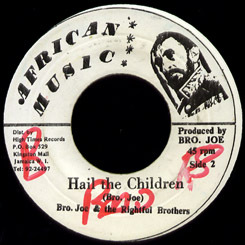 AFRICAN
MUSIC
Dist. by
High Times Records
P.O. Box 529
Kingston Mall
Jamaica W. I.
Tel: 92-24497
Produced by
BRO. JOE
45 rpm
Side 2
Hail the Children
(Bro. Joe)
Bro. Joe & the Rightful Brothers